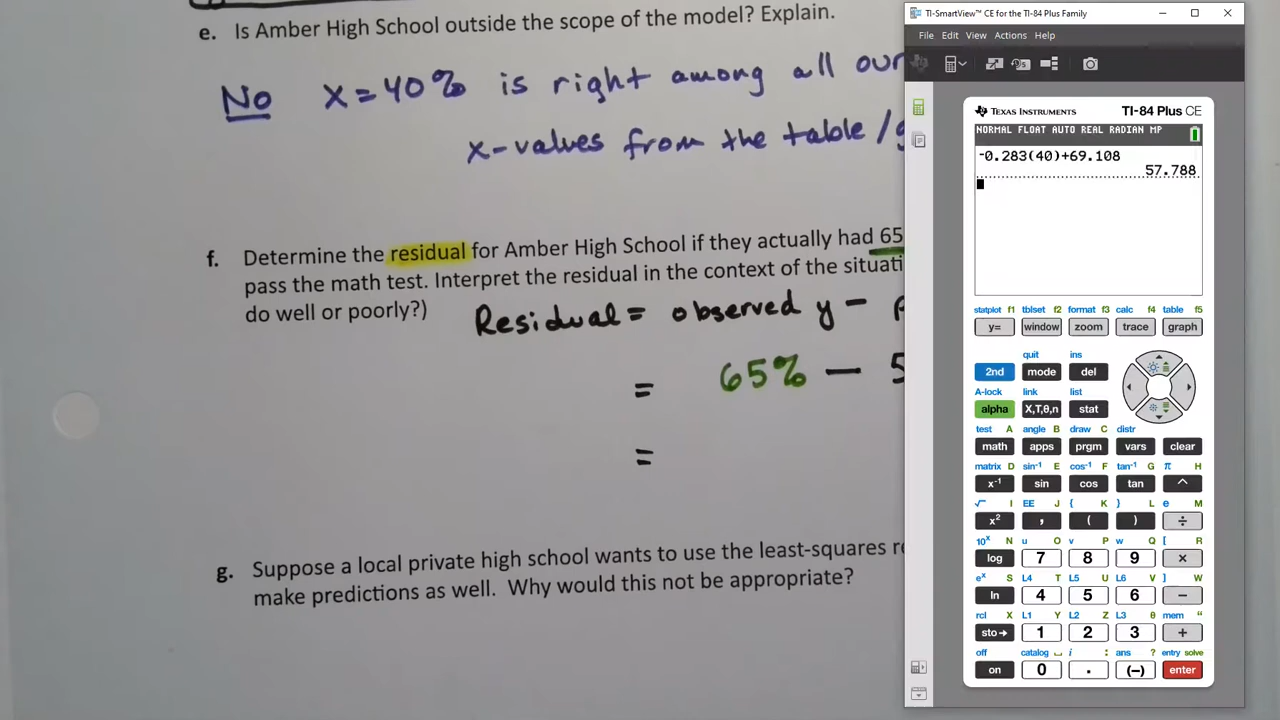 e. Is Amber High School outside the scope of the model? Explain.
No X=40% is right among all our
x-values from the table /
f. Determine the residual for Amber High School if they actually had 65
pass the math test. Interpret the residual in the context of the situati
do well or poorly?)
Residual = observed y -
= 65% - 5
=
g. Suppose a local private high school wants to use the least-squares re
make predictions as well. Why would this not be appropriate?
TI-SmartView™ CE for the TI-84 Plus Family
File Edit View Actions Help
TEXAS INSTRUMENTS TI-84 Plus CE
NORMAL FLOAT AUTO REAL RADIAN MP
-0.283(40)+69.108
57.788
statplot f1 tblset f2 format f3 calc f4 table f5
y= window zoom trace graph
quit ins
2nd mode del
A-lock link list
alpha X,T,θ,n stat
test A angle B draw C distr
math apps prgm vars clear
matrix D sin-1 E cos-1 F tan-1 G π H
x-1 sin cos tan ^
√ I EE J { K } L e M
x2 , ( ) ÷
10x N u O v P w Q [ R
log 7 8 9 ×
ex S L4 T L5 U L6 V ] W
ln 4 5 6 −
rcl X L1 Y L2 Z L3 θ mem “
sto→ 1 2 3 +
off catalog i : ans ? entry solve
on 0 . (−) enter